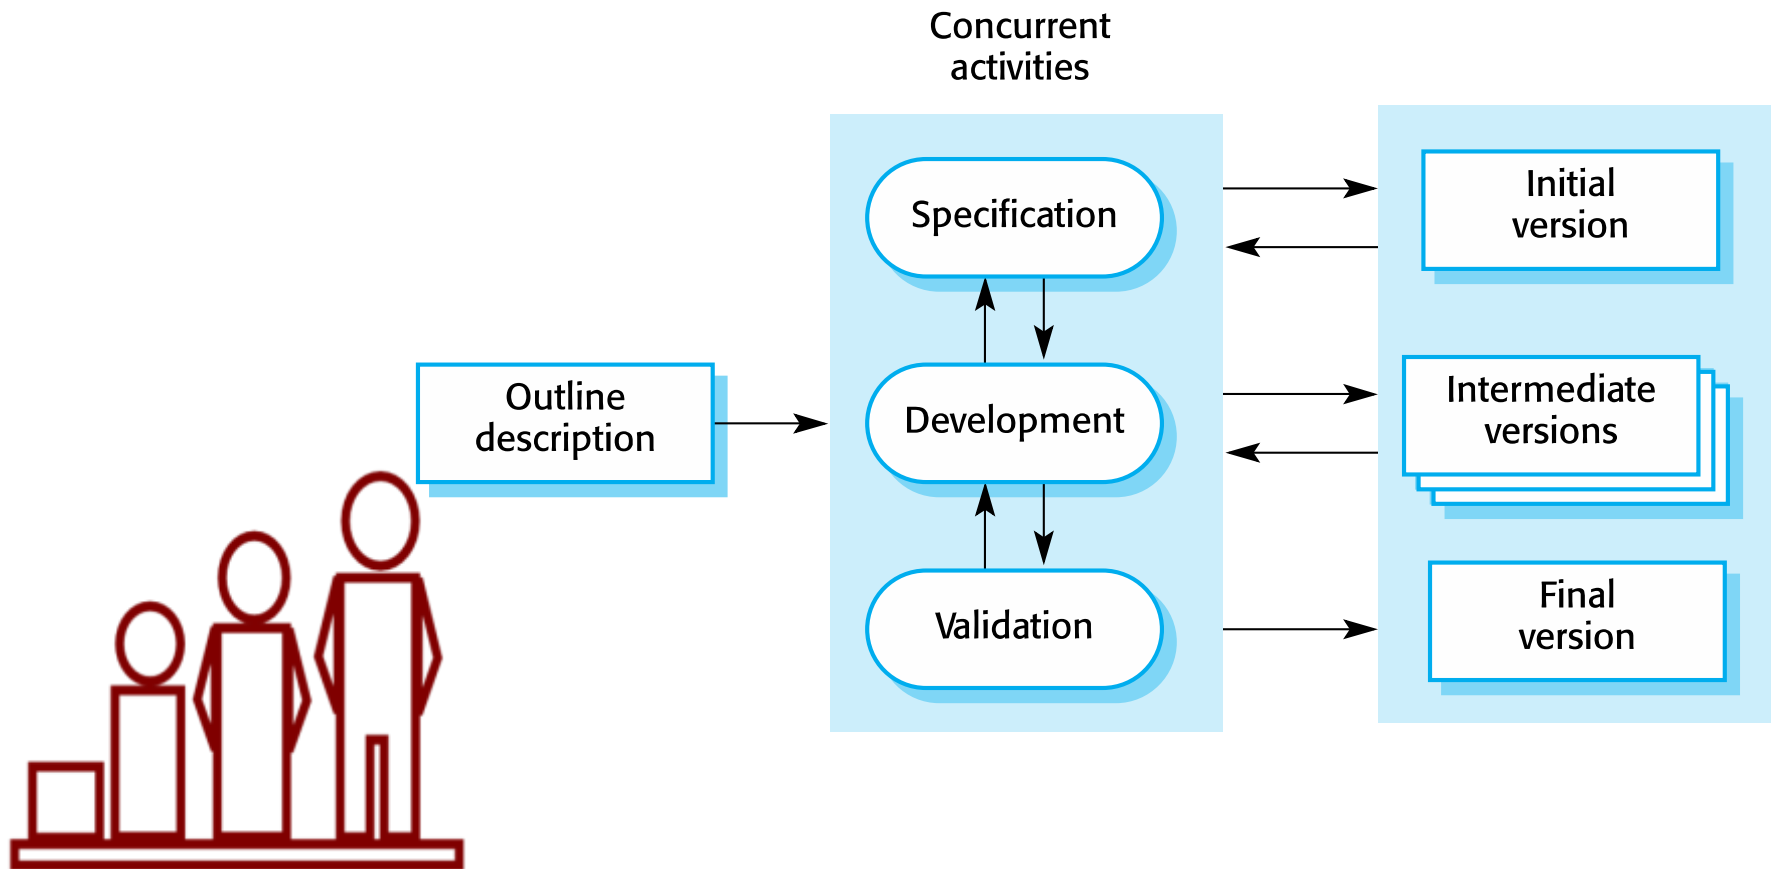 Concurrent
activities
Specification
Initial
version
Outline
description
Development
Intermediate
versions
Validation
Final
version